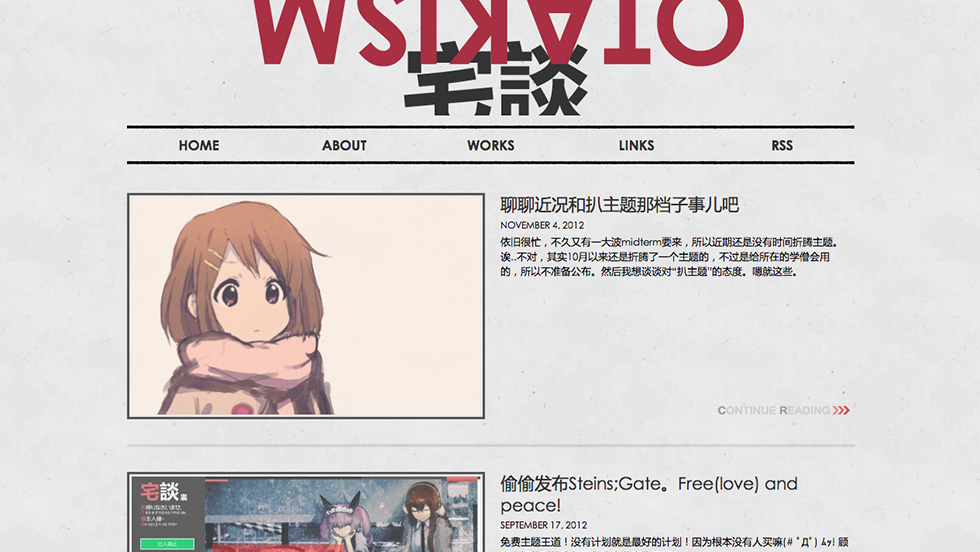 OTAKISM
宅談
HOME ABOUT WORKS LINKS RSS
聊聊近况和扒主题那档子事儿吧
NOVEMBER 4, 2012
依旧很忙，不久又有一大波midterm要来，所以近期还是没有时间折腾主题。
诶..不对，其实10月以来还是折腾了一个主题的，不过是给所在的学僧会用
的，所以不准备公布。然后我想谈谈对“扒主题”的态度。嗯就这些。
CONTINUE READING
宅談裏
偷偷发布Steins;Gate。Free(love) and
peace!
SEPTEMBER 17, 2012
免费主题王道！没有计划就是最好的计划！因为根本没有人买嘛(# ﾟДﾟ) ﾑｯ! 顾